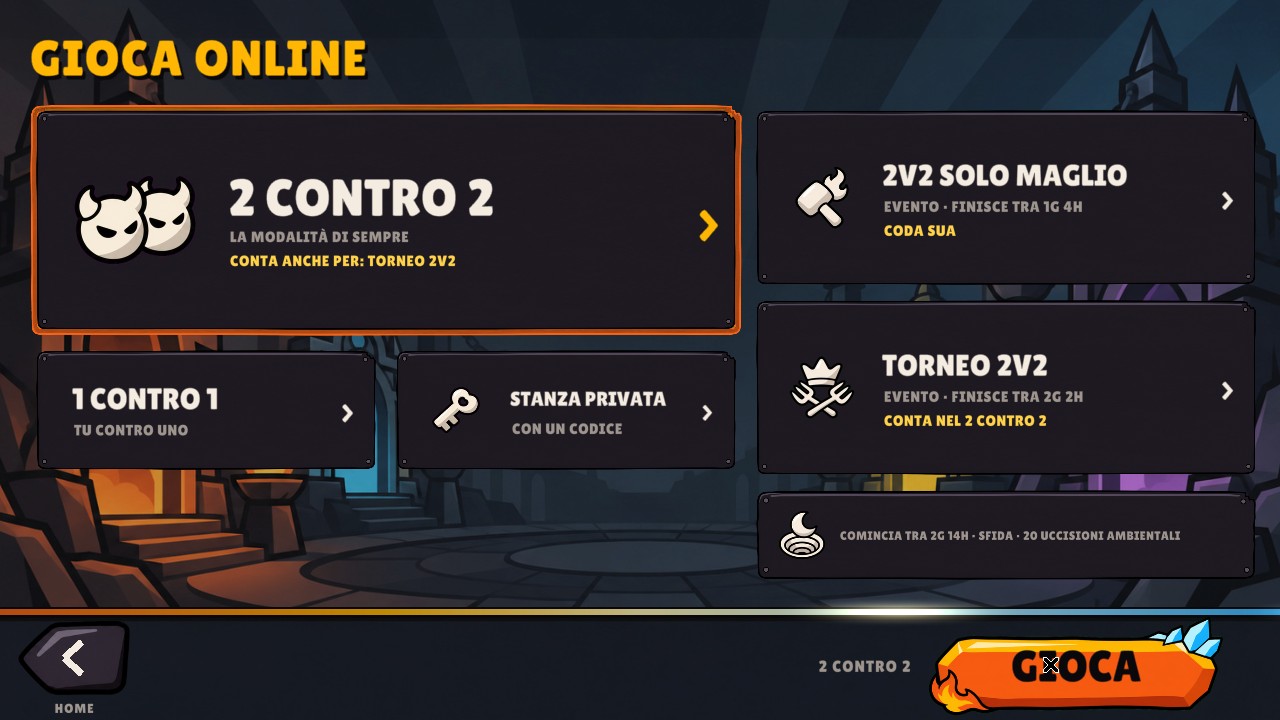 GIOCA ONLINE
2 CONTRO 2
LA MODALITÀ DI SEMPRE
CONTA ANCHE PER: TORNEO 2V2
1 CONTRO 1
TU CONTRO UNO
STANZA PRIVATA
CON UN CODICE
2V2 SOLO MAGLIO
EVENTO · FINISCE TRA 1G 4H
CODA SUA
TORNEO 2V2
EVENTO · FINISCE TRA 2G 2H
CONTA NEL 2 CONTRO 2
COMINCIA TRA 2G 14H · SFIDA · 20 UCCISIONI AMBIENTALI
HOME
2 CONTRO 2
GIOCA